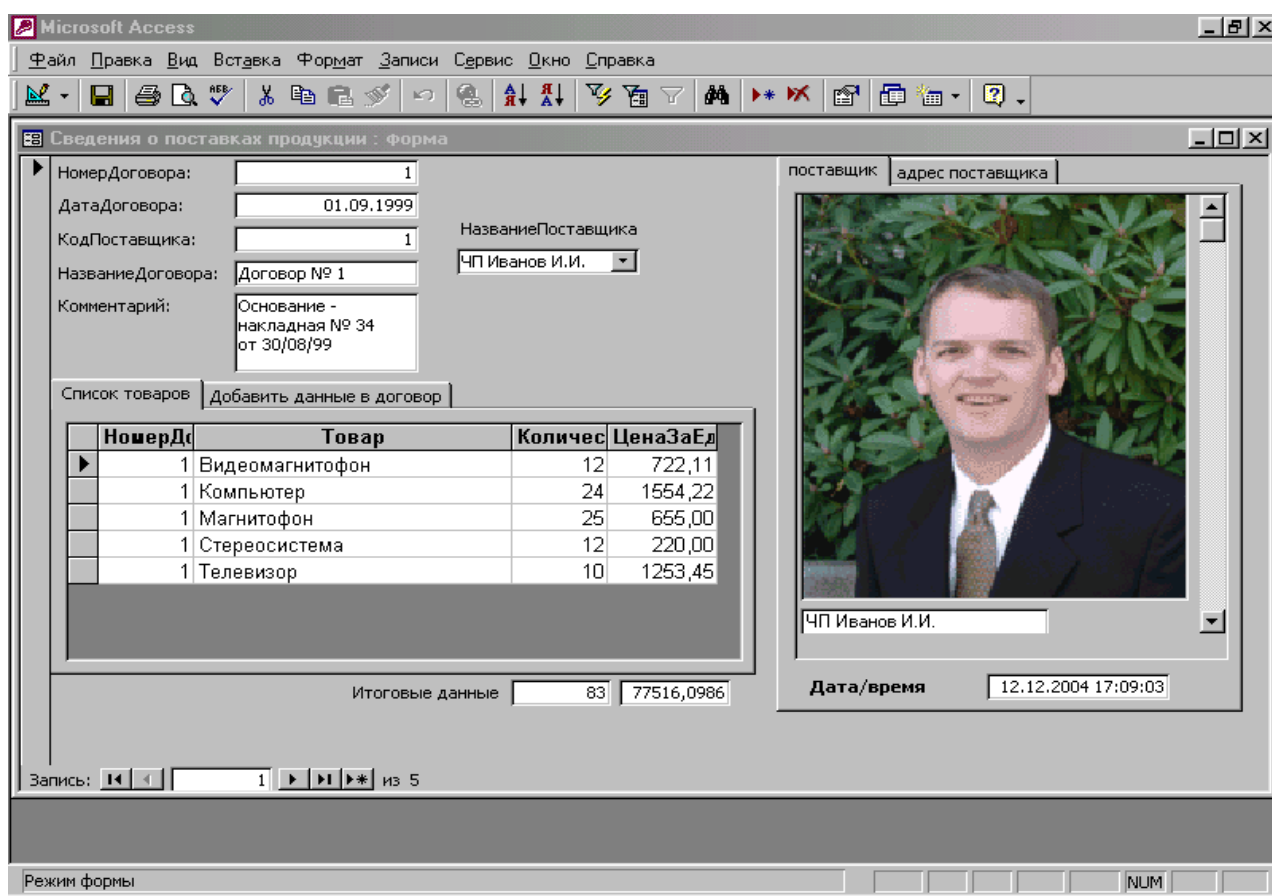 Microsoft Access
Файл Правка Вид Вставка Формат Записи Сервис Окно Справка
Сведения о поставках продукции : форма
НомерДоговора: 1
ДатаДоговора: 01.09.1999
КодПоставщика: 1
НазваниеДоговора: Договор № 1
Комментарий: Основание -
накладная № 34
от 30/08/99
НазваниеПоставщика
ЧП Иванов И.И.
поставщик адрес поставщика
Список товаров Добавить данные в договор
НомерДо Товар Количес ЦенаЗаЕд
1 Видеомагнитофон 12 722,11
1 Компьютер 24 1554,22
1 Магнитофон 25 655,00
1 Стереосистема 12 220,00
1 Телевизор 10 1253,45
ЧП Иванов И.И.
Итоговые данные 83 77516,0986
Дата/время 12.12.2004 17:09:03
Запись: 1 из 5
Режим формы NUM